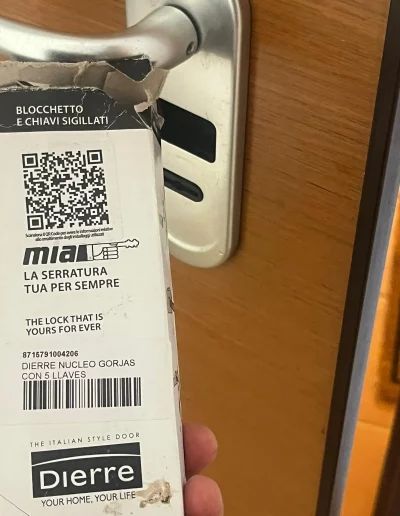 BLOCCHETTO
E CHIAVI SIGILLATI
mia
LA SERRATURA
TUA PER SEMPRE
THE LOCK THAT IS
YOURS FOR EVER
8715791004206
DIERRE NUCLEO GORJAS
CON 5 LLAVES
THE ITALIAN STYLE DOOR
Dierre
YOUR HOME, YOUR LIFE